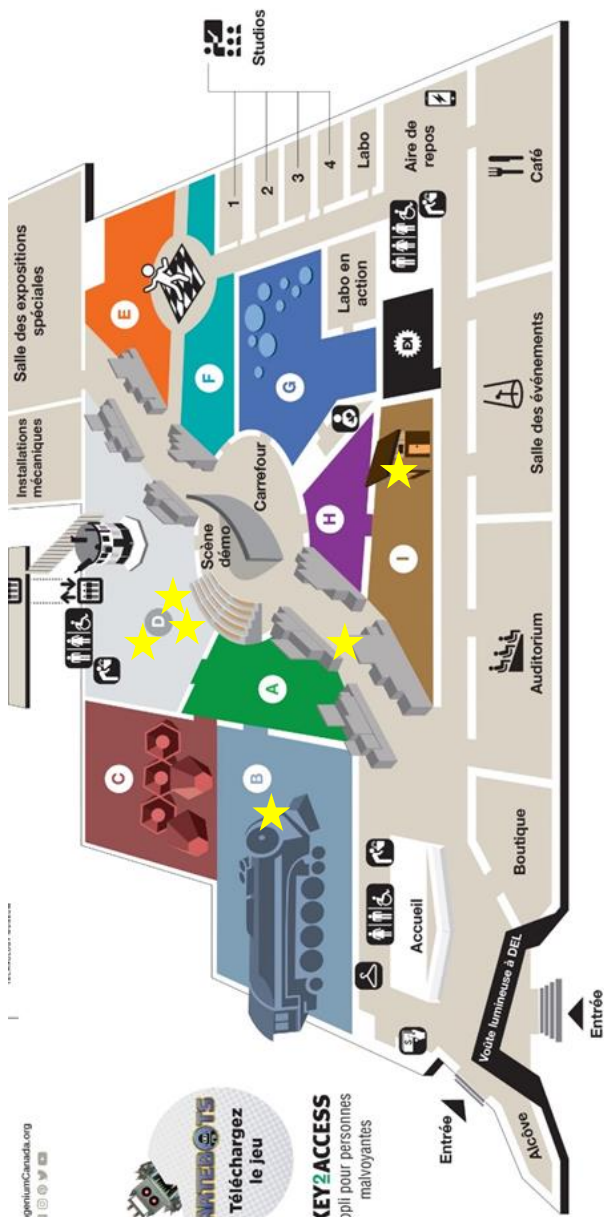 Studios
1
2
3
4
Labo
Aire de
repos
Café
Salle des expositions
spéciales
Installations
mécaniques
E
F
G
Labo en
action
Salle des événements
Carrefour
Scène
démo
H
I
D
A
C
B
Auditorium
Boutique
Accueil
Voûte lumineuse à DEL
Entrée
Entrée
Alcôve
Téléchargez
le jeu
KEY2ACCESS
ppli pour personnes
malvoyantes
geniumCanada.org